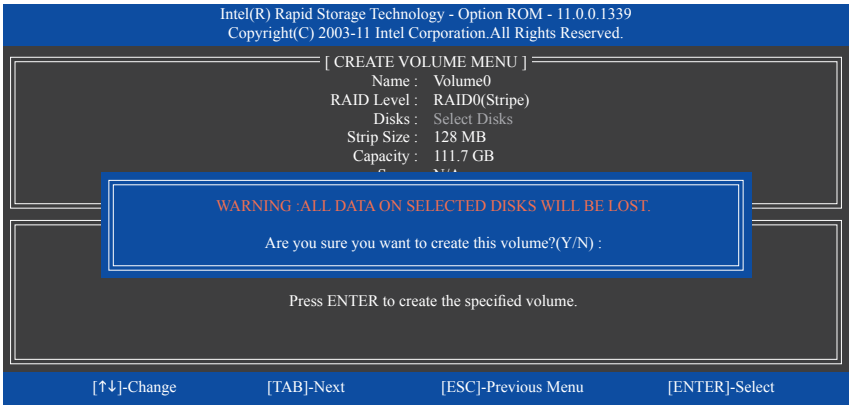 Intel(R) Rapid Storage Technology - Option ROM - 11.0.0.1339
Copyright(C) 2003-11 Intel Corporation.All Rights Reserved.
[ CREATE VOLUME MENU ]
Name : Volume0
RAID Level : RAID0(Stripe)
Disks : Select Disks
Strip Size : 128 MB
Capacity : 111.7 GB
WARNING :ALL DATA ON SELECTED DISKS WILL BE LOST.
Are you sure you want to create this volume?(Y/N) :
Press ENTER to create the specified volume.
[↑↓]-Change [TAB]-Next [ESC]-Previous Menu [ENTER]-Select